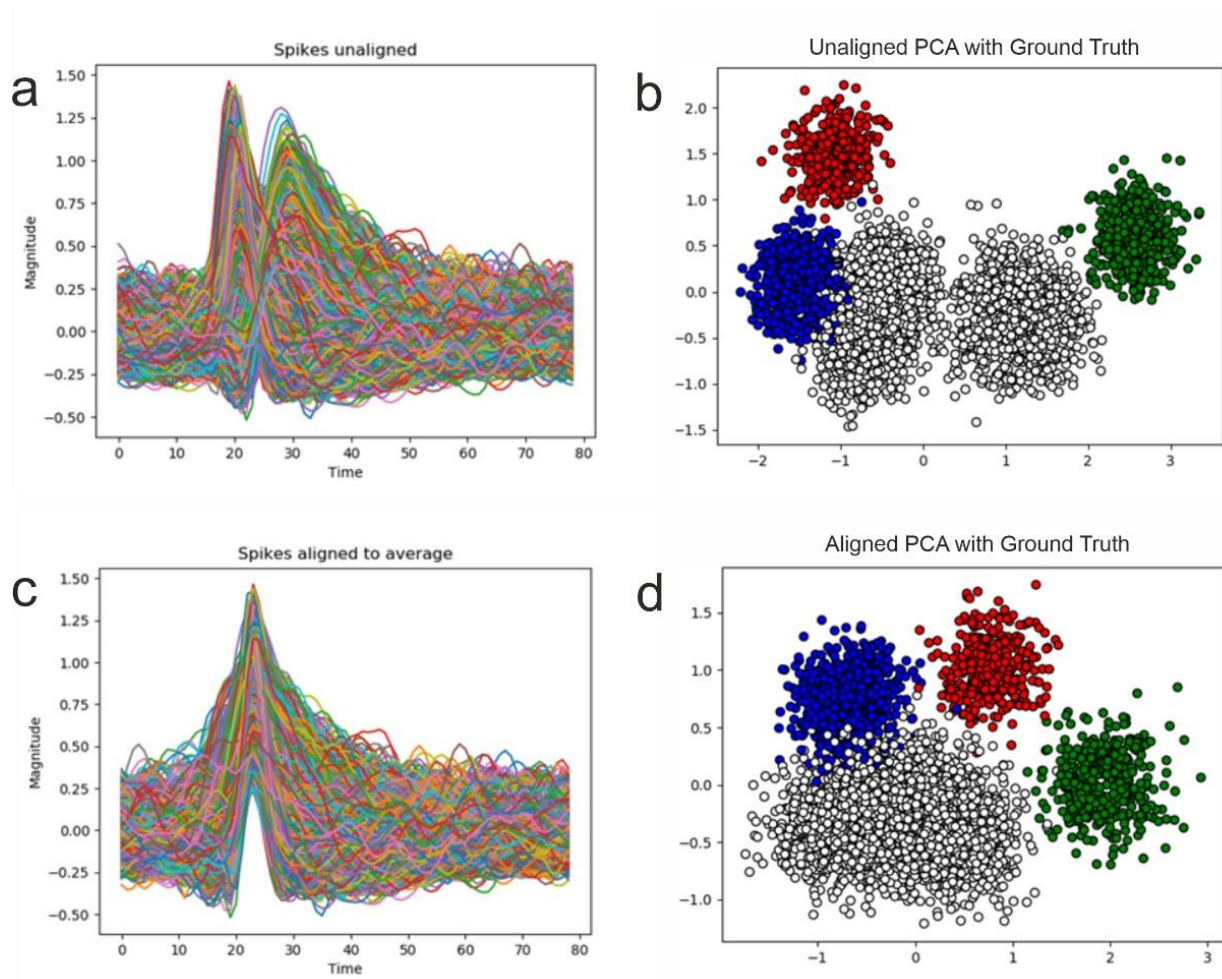 a
Spikes unaligned
1.50
1.25
1.00
0.75
0.50
0.25
0.00
−0.25
−0.50
Magnitude
0 10 20 30 40 50 60 70 80
Time
b
Unaligned PCA with Ground Truth
2.0
1.5
1.0
0.5
0.0
−0.5
−1.0
−1.5
−2 −1 0 1 2 3
c
Spikes aligned to average
1.50
1.25
1.00
0.75
0.50
0.25
0.00
−0.25
−0.50
Magnitude
0 10 20 30 40 50 60 70 80
Time
d
Aligned PCA with Ground Truth
1.5
1.0
0.5
0.0
−0.5
−1.0
−1 0 1 2 3